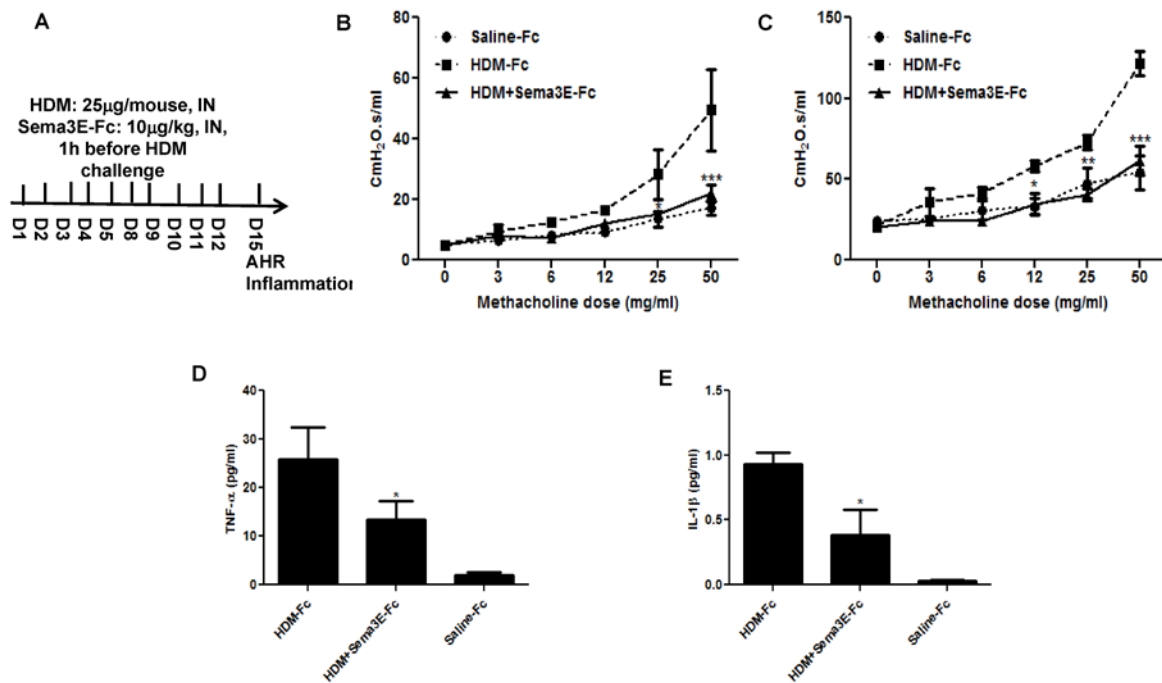 A
HDM: 25μg/mouse, IN
Sema3E-Fc: 10μg/kg, IN,
1h before HDM
challenge
D1
D2
D3
D4
D5
D8
D9
D10
D11
D12
D15
AHR
Inflammation
B
Saline-Fc
HDM-Fc
HDM+Sema3E-Fc
CmH2O.s/ml
80
60
40
20
0
*
***
0 3 6 12 25 50
Methacholine dose (mg/ml)
C
Saline-Fc
HDM-Fc
HDM+Sema3E-Fc
CmH2O.s/ml
150
100
50
0
*
**
***
0 3 6 12 25 50
Methacholine dose (mg/ml)
D
TNF-α (pg/ml)
40
30
20
10
0
*
HDM-Fc
HDM+Sema3E-Fc
Saline-Fc
E
IL-1β (pg/ml)
1.5
1.0
0.5
0.0
*
HDM-Fc
HDM+Sema3E-Fc
Saline-Fc